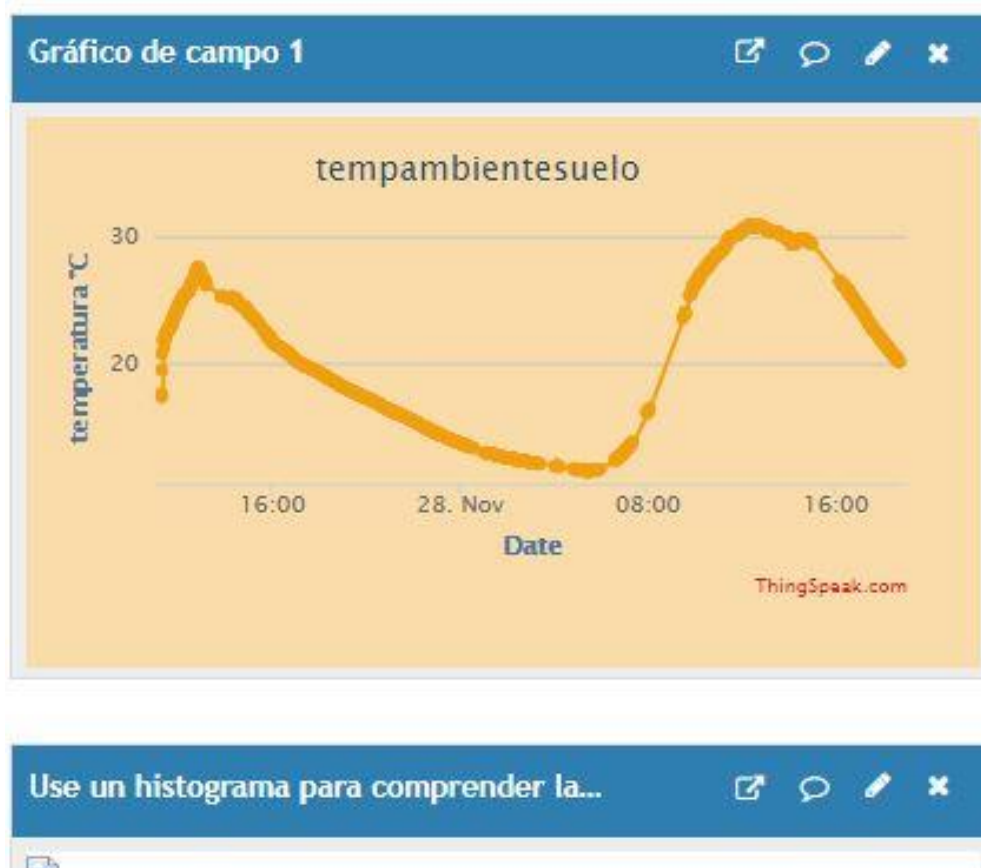 Gráfico de campo 1
tempambientesuelo
temperatura °C
30
20
16:00
28. Nov
08:00
16:00
Date
ThingSpeak.com
Use un histograma para comprender la...